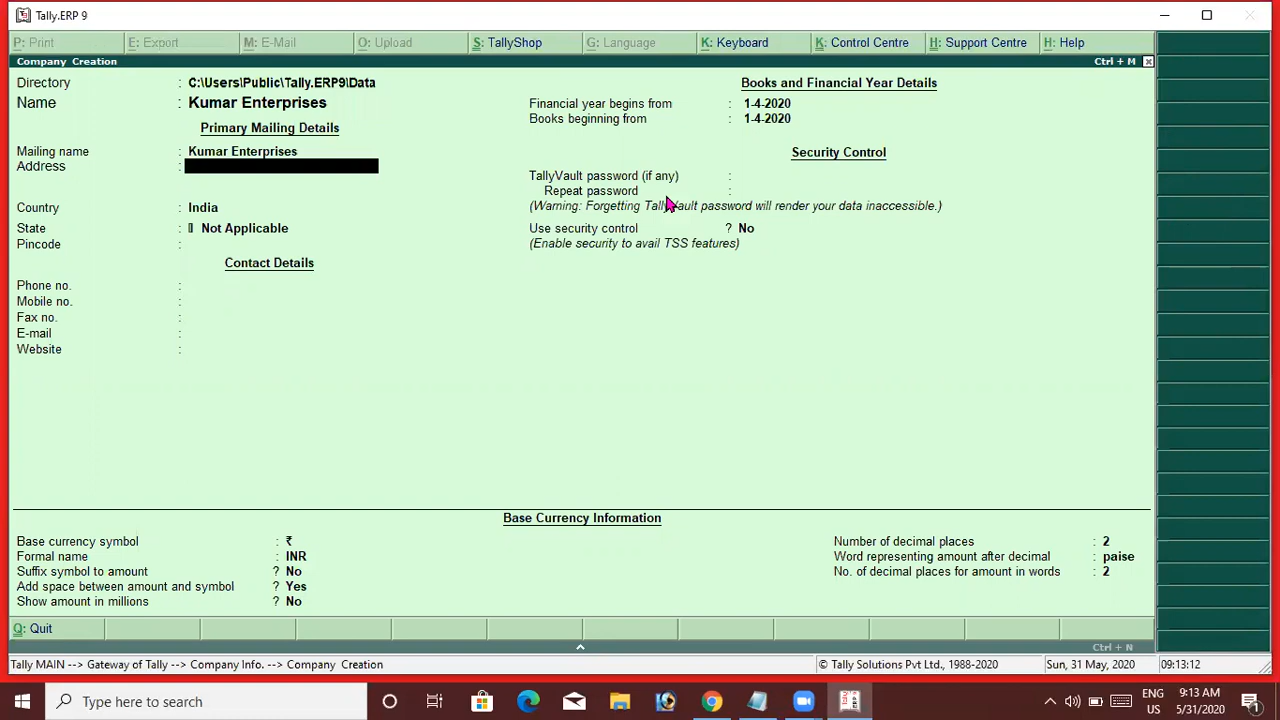 Tally.ERP 9
P: Print E: Export M: E-Mail O: Upload S: TallyShop G: Language K: Keyboard K: Control Centre H: Support Centre H: Help
Company Creation Ctrl + M
Directory : C:\Users\Public\Tally.ERP9\Data
Name : Kumar Enterprises
Primary Mailing Details
Mailing name : Kumar Enterprises
Address :
Country : India
State : Not Applicable
Pincode :
Contact Details
Phone no. :
Mobile no. :
Fax no. :
E-mail :
Website :
Books and Financial Year Details
Financial year begins from : 1-4-2020
Books beginning from : 1-4-2020
Security Control
TallyVault password (if any) :
Repeat password :
(Warning: Forgetting TallyVault password will render your data inaccessible.)
Use security control ? No
(Enable security to avail TSS features)
Base Currency Information
Base currency symbol : ₹
Formal name : INR
Suffix symbol to amount ? No
Add space between amount and symbol ? Yes
Show amount in millions ? No
Number of decimal places : 2
Word representing amount after decimal : paise
No. of decimal places for amount in words : 2
Q: Quit
Ctrl + N
Tally MAIN --> Gateway of Tally --> Company Info. --> Company Creation © Tally Solutions Pvt Ltd., 1988-2020 Sun, 31 May, 2020 09:13:12
Type here to search
ENG
US
9:13 AM
5/31/2020
1